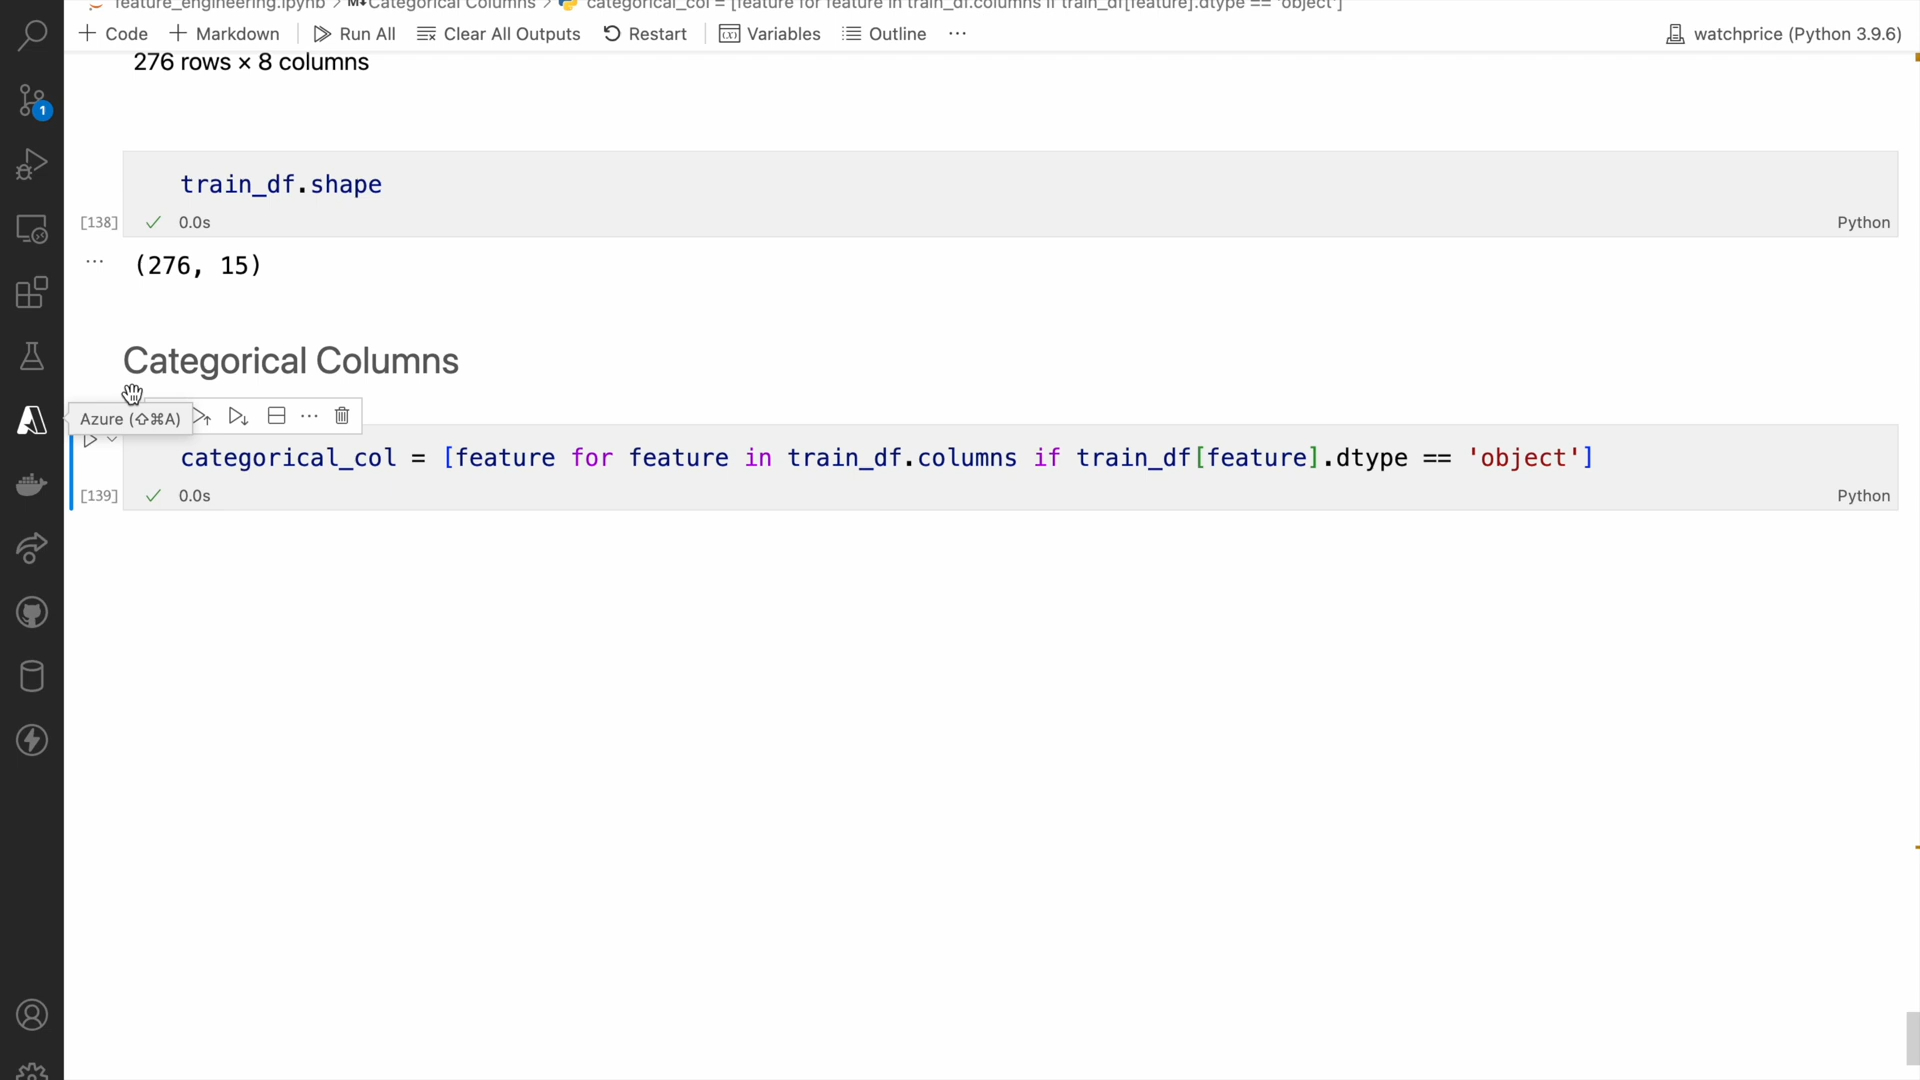 feature_engineering.ipynb > M↓Categorical Columns > categorical_col = [feature for feature in train_df.columns if train_df[feature].dtype == 'object']
+ Code + Markdown Run All Clear All Outputs Restart Variables Outline ··· watchprice (Python 3.9.6)
276 rows × 8 columns
1
train_df.shape
[138] ✓ 0.0s Python
··· (276, 15)
Categorical Columns
Azure (⇧⌘A) ···
categorical_col = [feature for feature in train_df.columns if train_df[feature].dtype == 'object']
[139] ✓ 0.0s Python